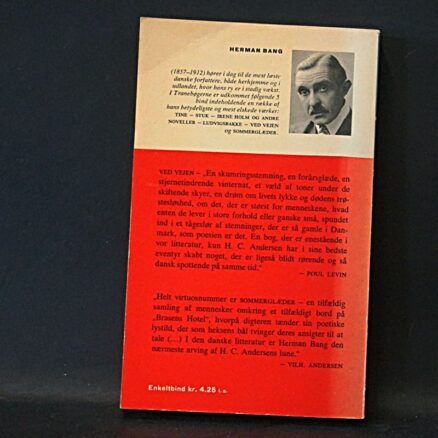 HERMAN BANG
(1857–1912) hører i dag til de mest læste
danske forfattere, både herhjemme og i
udlandet, hvor hans ry er i stadig vækst.
I Tranebøgerne er udkommet følgende 5
bind indeholdende en række af
hans betydeligste og mest elskede værker:
TINE – STUK – IRENE HOLM OG ANDRE
NOVELLER – LUDVIGSBAKKE – VED VEJEN
og SOMMERGLÆDER.
VED VEJEN – „En skumringsstemning, en forårsglæde, en
stjernetindrende vinternat, et væld af toner under de
skiftende skyer, en drøm om livets lykke og dødens trø-
stesløshed, om det, der er størst for menneskene, hvad
enten de lever i store forhold eller ganske små, spundet
ind i et tågeslør af stemninger, der er så gamle i Dan-
mark, som poesien er det. En bog, der er enestående i
vor litteratur, kun H. C. Andersen har i sine bedste
eventyr skabt noget, der er ligeså blidt rørende og så
dansk spottende på samme tid."
– POUL LEVIN
„Helt virtuosnummer er SOMMERGLÆDER – en tilfældig
samling af mennesker omkring et tilfældigt bord på
„Brasens Hotel", hvorpå digteren tænder sin poetiske
lystild, der som heksens bål tvinger deres ansigter til at
tale (...) I den danske litteratur er Herman Bang den
nærmeste arving af H. C. Andersens lune."
– VILH. ANDERSEN
Enkeltbind kr. 4.25 i. o.